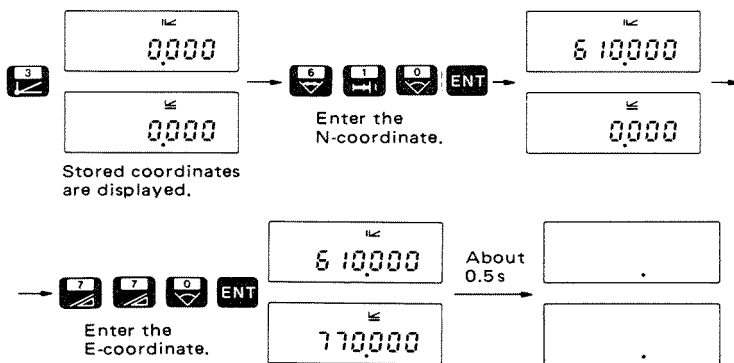 0.000
3
0.000
6 1 0 ENT
610.000
0.000
Enter the
N-coordinate.
Stored coordinates
are displayed.
7 7 0 ENT
610.000
770.000
About
0.5s
Enter the
E-coordinate.